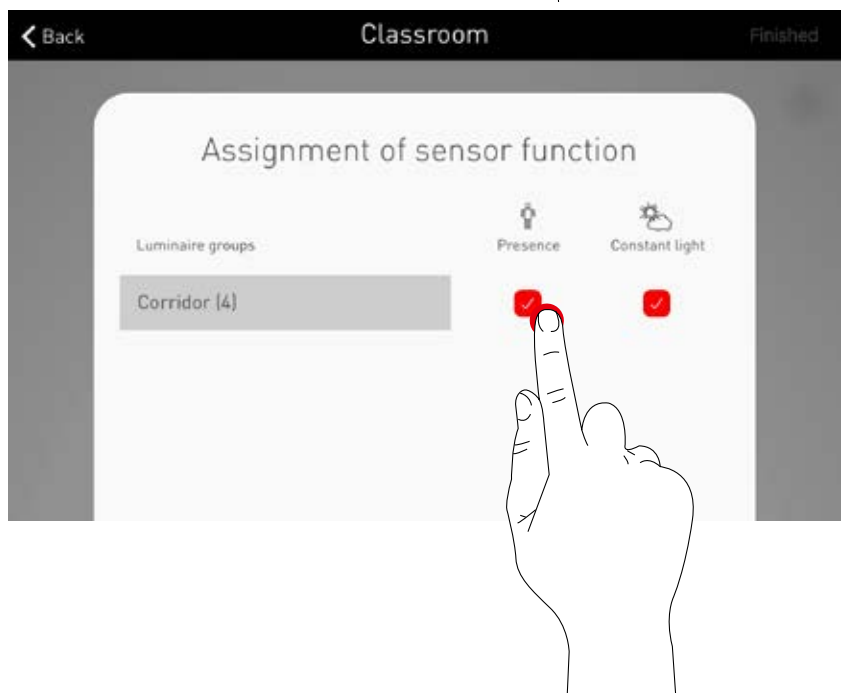 Back
Classroom
Finished
Assignment of sensor function
Luminaire groups
Presence
Constant light
Corridor (4)